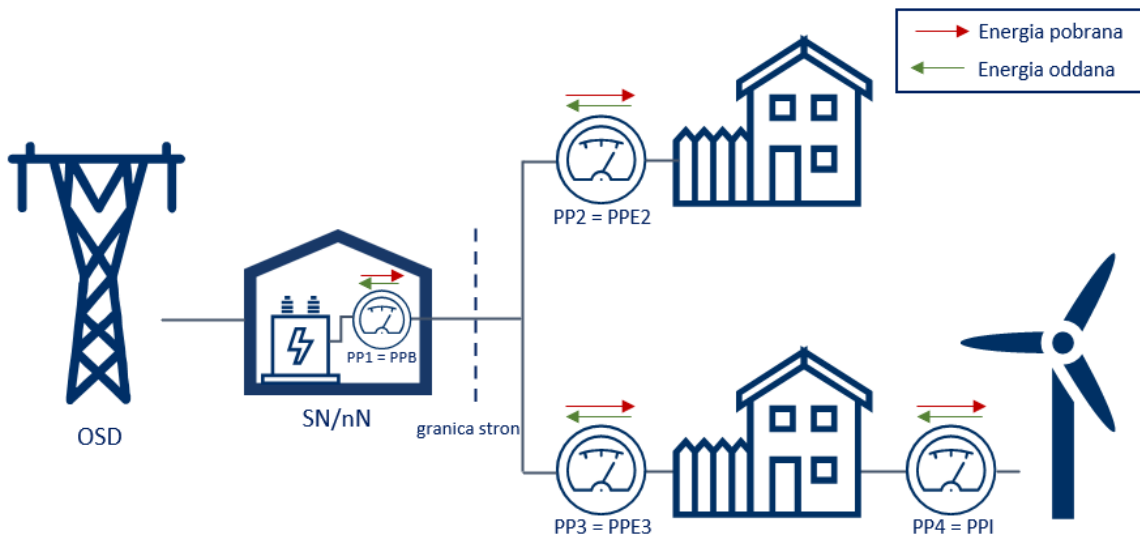 Energia pobrana
Energia oddana
PP2 = PPE2
PP1 = PPB
SN/nN
granica stron
OSD
PP3 = PPE3
PP4 = PPI